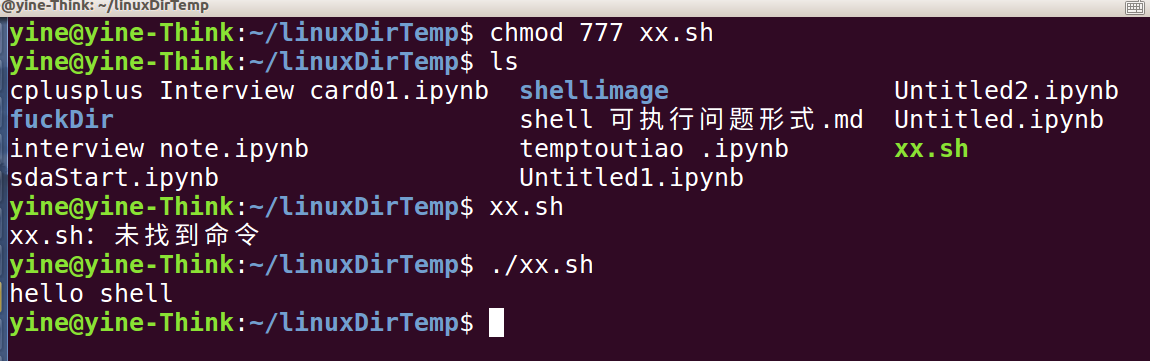 @yine-Think: ~/linuxDirTemp
yine@yine-Think:~/linuxDirTemp$ chmod 777 xx.sh
yine@yine-Think:~/linuxDirTemp$ ls
cplusplus Interview card01.ipynb  shellimage               Untitled2.ipynb
fuckDir                           shell 可执行问题形式.md  Untitled.ipynb
interview note.ipynb              temptoutiao .ipynb       xx.sh
sdaStart.ipynb                    Untitled1.ipynb
yine@yine-Think:~/linuxDirTemp$ xx.sh
xx.sh：未找到命令
yine@yine-Think:~/linuxDirTemp$ ./xx.sh
hello shell
yine@yine-Think:~/linuxDirTemp$